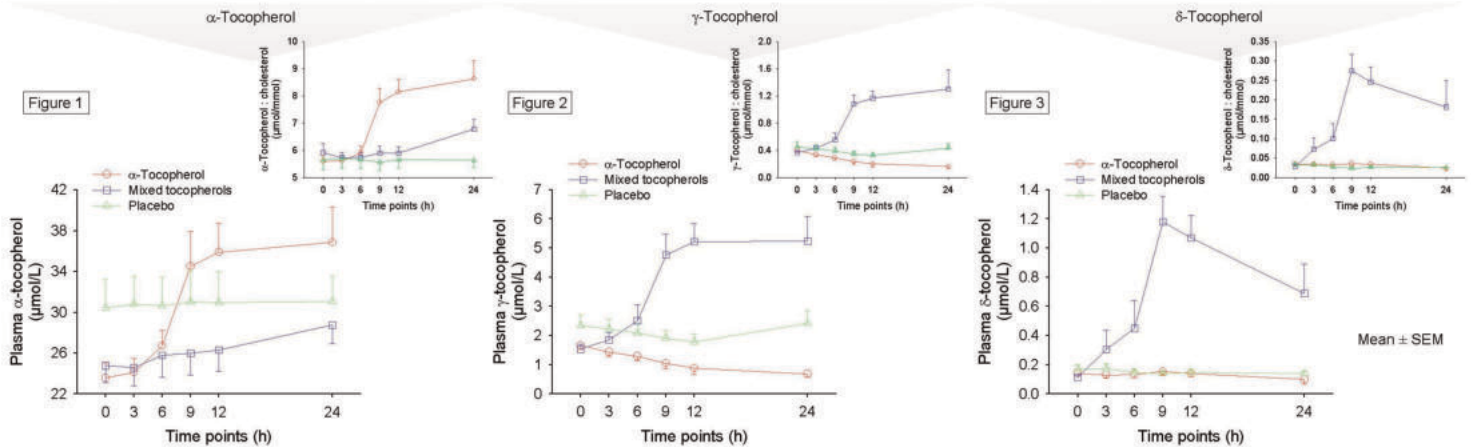 α-Tocopherol
γ-Tocopherol
δ-Tocopherol
Figure 1
α-Tocopherol : cholesterol
(μmol/mmol)
10
9
8
7
6
5
0 3 6 9 12 24
Time points (h)
α-Tocopherol
Mixed tocopherols
Placebo
Plasma α-tocopherol
(μmol/L)
42
38
34
30
26
22
0 3 6 9 12 24
Time points (h)
Figure 2
γ-Tocopherol : cholesterol
(μmol/mmol)
2.0
1.6
1.2
0.8
0.4
0.0
0 3 6 9 12 24
Time points (h)
α-Tocopherol
Mixed tocopherols
Placebo
Plasma γ-tocopherol
(μmol/L)
7
6
5
4
3
2
1
0
0 3 6 9 12 24
Time points (h)
Figure 3
δ-Tocopherol : cholesterol
(μmol/mmol)
0.35
0.30
0.25
0.20
0.15
0.10
0.05
0.00
0 3 6 9 12 24
Time points (h)
α-Tocopherol
Mixed tocopherols
Placebo
Plasma δ-tocopherol
(μmol/L)
1.4
1.2
1.0
0.8
0.6
0.4
0.2
0.0
0 3 6 9 12 24
Time points (h)
Mean ± SEM